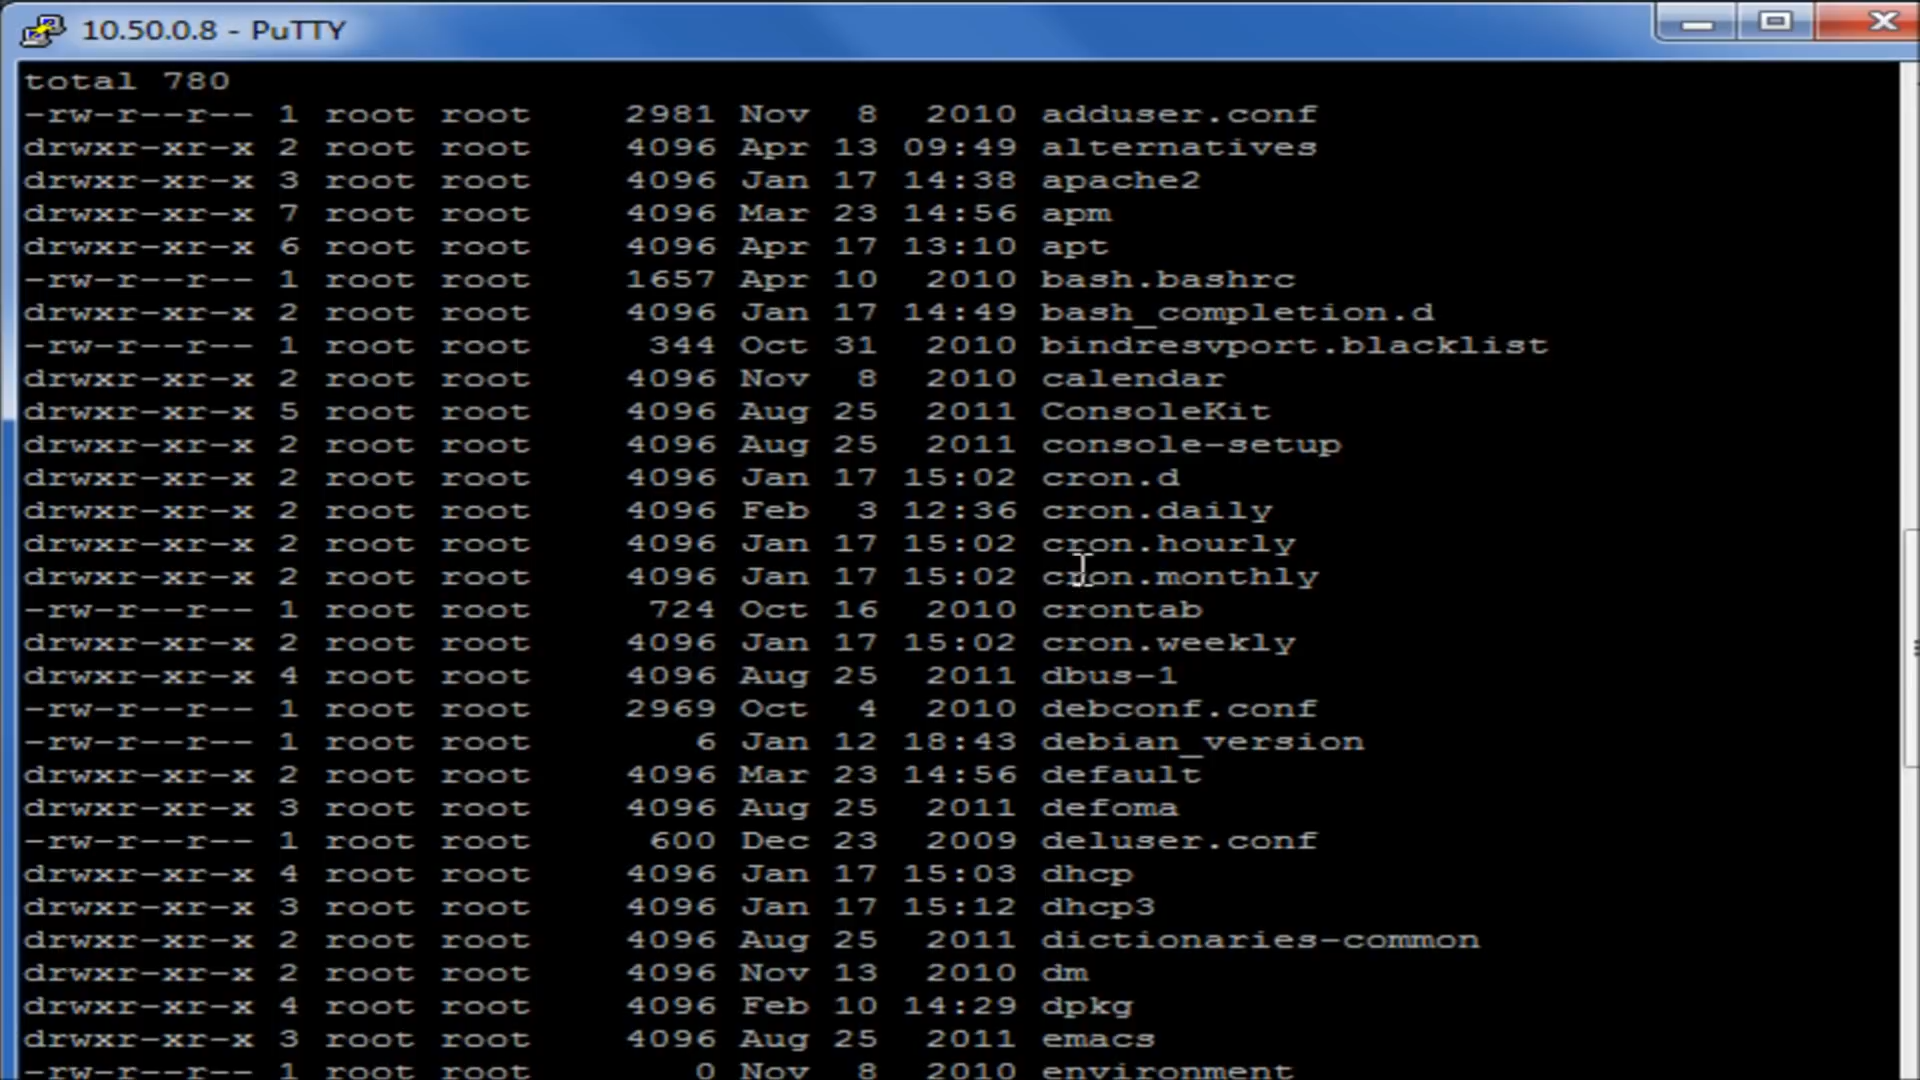 10.50.0.8 - PuTTY
total 780
-rw-r--r-- 1 root root 2981 Nov 8 2010 adduser.conf
drwxr-xr-x 2 root root 4096 Apr 13 09:49 alternatives
drwxr-xr-x 3 root root 4096 Jan 17 14:38 apache2
drwxr-xr-x 7 root root 4096 Mar 23 14:56 apm
drwxr-xr-x 6 root root 4096 Apr 17 13:10 apt
-rw-r--r-- 1 root root 1657 Apr 10 2010 bash.bashrc
drwxr-xr-x 2 root root 4096 Jan 17 14:49 bash_completion.d
-rw-r--r-- 1 root root 344 Oct 31 2010 bindresvport.blacklist
drwxr-xr-x 2 root root 4096 Nov 8 2010 calendar
drwxr-xr-x 5 root root 4096 Aug 25 2011 ConsoleKit
drwxr-xr-x 2 root root 4096 Aug 25 2011 console-setup
drwxr-xr-x 2 root root 4096 Jan 17 15:02 cron.d
drwxr-xr-x 2 root root 4096 Feb 3 12:36 cron.daily
drwxr-xr-x 2 root root 4096 Jan 17 15:02 cron.hourly
drwxr-xr-x 2 root root 4096 Jan 17 15:02 cron.monthly
-rw-r--r-- 1 root root 724 Oct 16 2010 crontab
drwxr-xr-x 2 root root 4096 Jan 17 15:02 cron.weekly
drwxr-xr-x 4 root root 4096 Aug 25 2011 dbus-1
-rw-r--r-- 1 root root 2969 Oct 4 2010 debconf.conf
-rw-r--r-- 1 root root 6 Jan 12 18:43 debian_version
drwxr-xr-x 2 root root 4096 Mar 23 14:56 default
drwxr-xr-x 3 root root 4096 Aug 25 2011 defoma
-rw-r--r-- 1 root root 600 Dec 23 2009 deluser.conf
drwxr-xr-x 4 root root 4096 Jan 17 15:03 dhcp
drwxr-xr-x 3 root root 4096 Jan 17 15:12 dhcp3
drwxr-xr-x 2 root root 4096 Aug 25 2011 dictionaries-common
drwxr-xr-x 2 root root 4096 Nov 13 2010 dm
drwxr-xr-x 4 root root 4096 Feb 10 14:29 dpkg
drwxr-xr-x 3 root root 4096 Aug 25 2011 emacs
-rw-r--r-- 1 root root 0 Nov 8 2010 environment